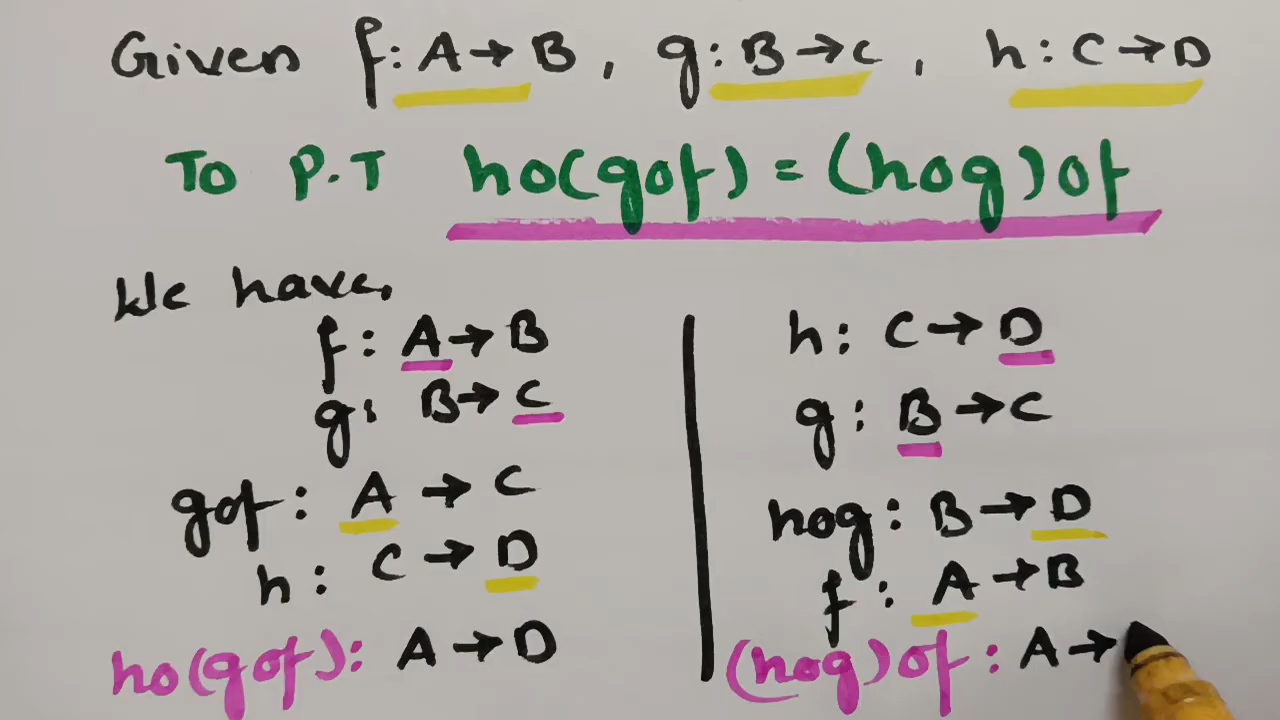 Given f: A→B, g: B→C, h: C→D
To P.T ho(gof) = (hog)of
We have,
f: A→B
g: B→C
gof: A→C
h: C→D
ho(gof): A→D
h: C→D
g: B→C
hog: B→D
f: A→B
(hog)of: A→